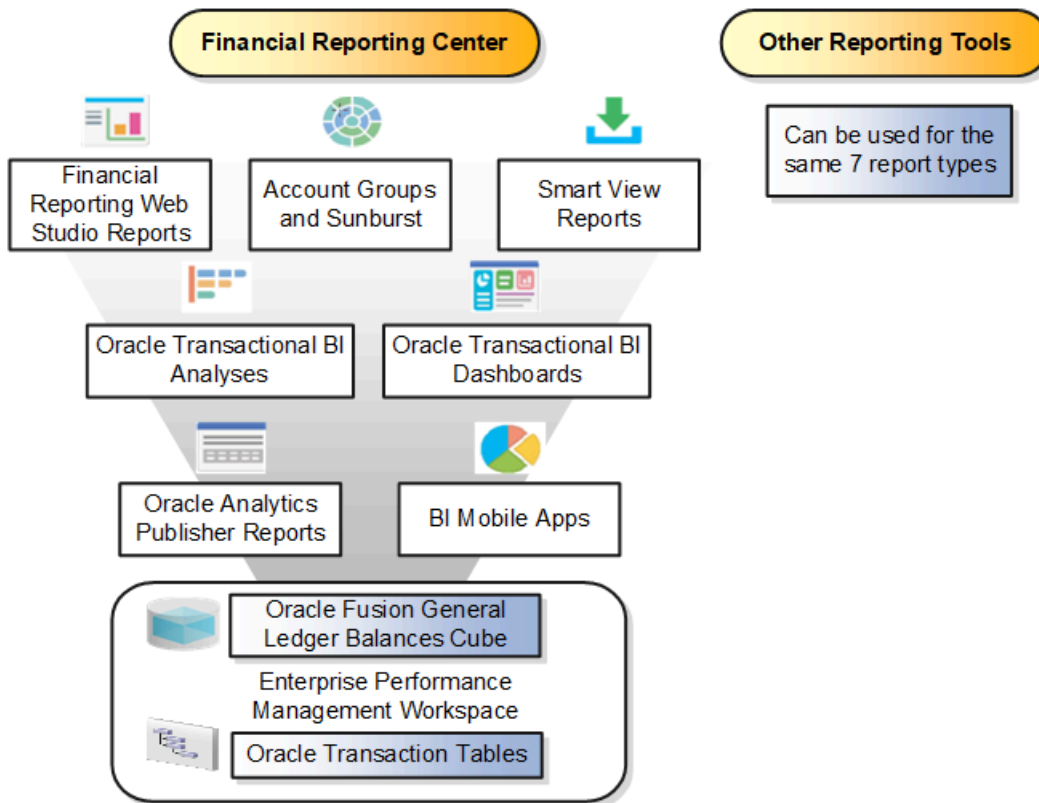 Financial Reporting Center
Other Reporting Tools
Can be used for the
same 7 report types
Financial
Reporting Web
Studio Reports
Account Groups
and Sunburst
Smart View
Reports
Oracle Transactional BI
Analyses
Oracle Transactional BI
Dashboards
Oracle Analytics
Publisher Reports
BI Mobile Apps
Oracle Fusion General
Ledger Balances Cube
Enterprise Performance
Management Workspace
Oracle Transaction Tables